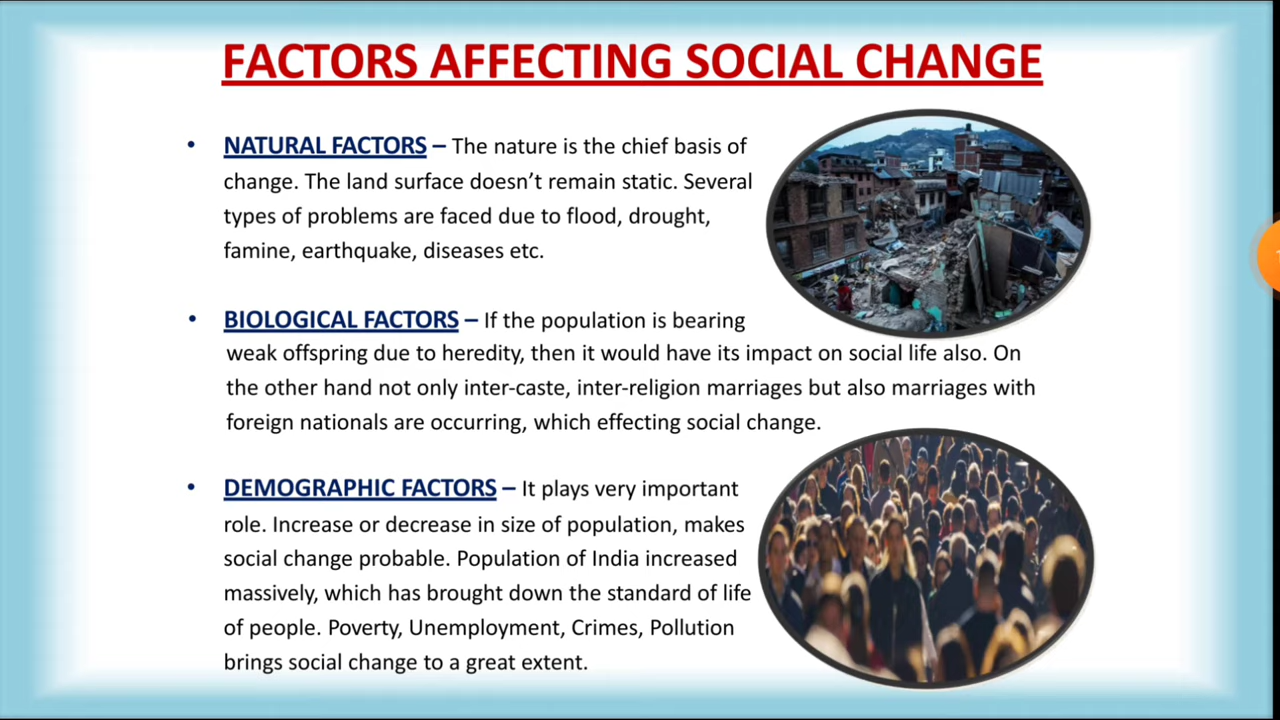 FACTORS AFFECTING SOCIAL CHANGE
• NATURAL FACTORS – The nature is the chief basis of
change. The land surface doesn’t remain static. Several
types of problems are faced due to flood, drought,
famine, earthquake, diseases etc.
• BIOLOGICAL FACTORS – If the population is bearing
weak offspring due to heredity, then it would have its impact on social life also. On
the other hand not only inter-caste, inter-religion marriages but also marriages with
foreign nationals are occurring, which effecting social change.
• DEMOGRAPHIC FACTORS – It plays very important
role. Increase or decrease in size of population, makes
social change probable. Population of India increased
massively, which has brought down the standard of life
of people. Poverty, Unemployment, Crimes, Pollution
brings social change to a great extent.